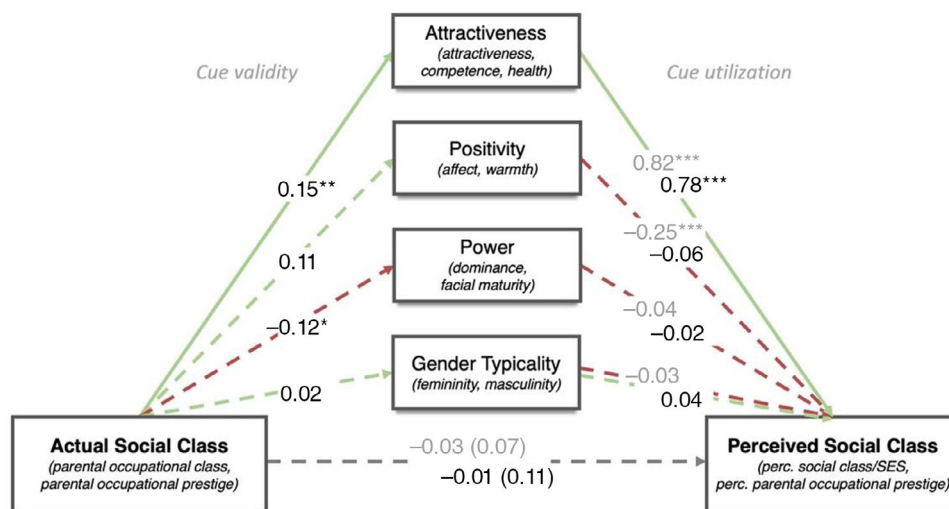 Attractiveness
(attractiveness,
competence, health)
Cue validity
Cue utilization
Positivity
(affect, warmth)
0.82***
0.15**
0.78***
−0.25***
Power
−0.06
0.11
(dominance,
facial maturity)
−0.04
−0.12*
−0.02
Gender Typicality
(femininity, masculinity)
−0.03
0.02
0.04
Actual Social Class
(parental occupational class,
parental occupational prestige)
−0.03 (0.07)
−0.01 (0.11)
Perceived Social Class
(perc. social class/SES,
perc. parental occupational prestige)